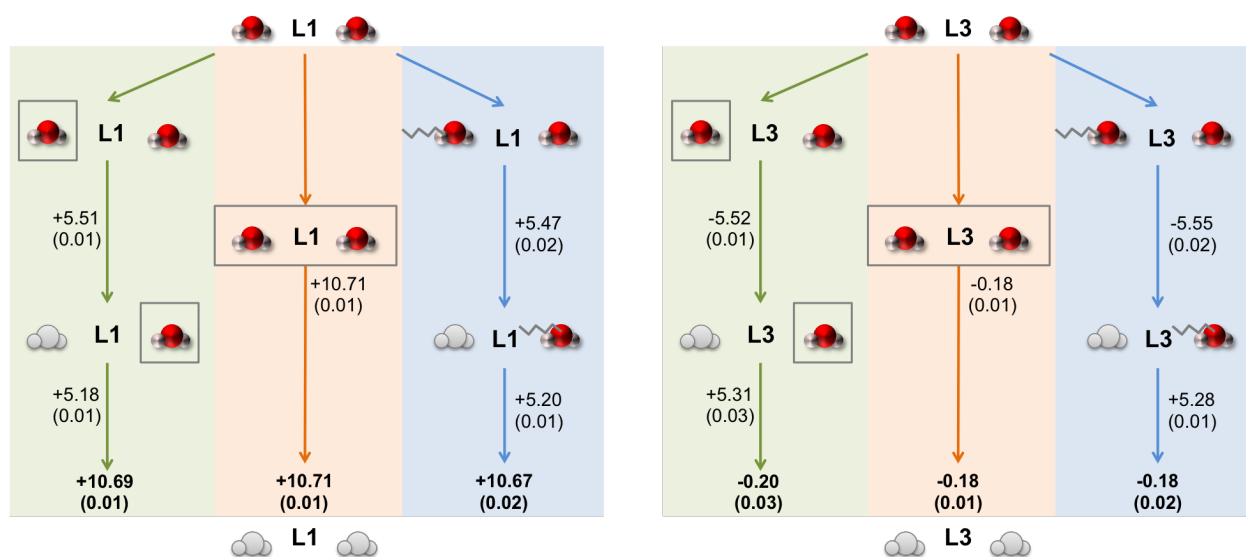 L1
L1
L1
+5.51
(0.01)
+5.47
(0.02)
L1
+10.71
(0.01)
L1
L1
+5.18
(0.01)
+5.20
(0.01)
+10.69
(0.01)
+10.71
(0.01)
+10.67
(0.02)
L1
L3
L3
L3
-5.52
(0.01)
-5.55
(0.02)
L3
-0.18
(0.01)
L3
L3
+5.31
(0.03)
+5.28
(0.01)
-0.20
(0.03)
-0.18
(0.01)
-0.18
(0.02)
L3